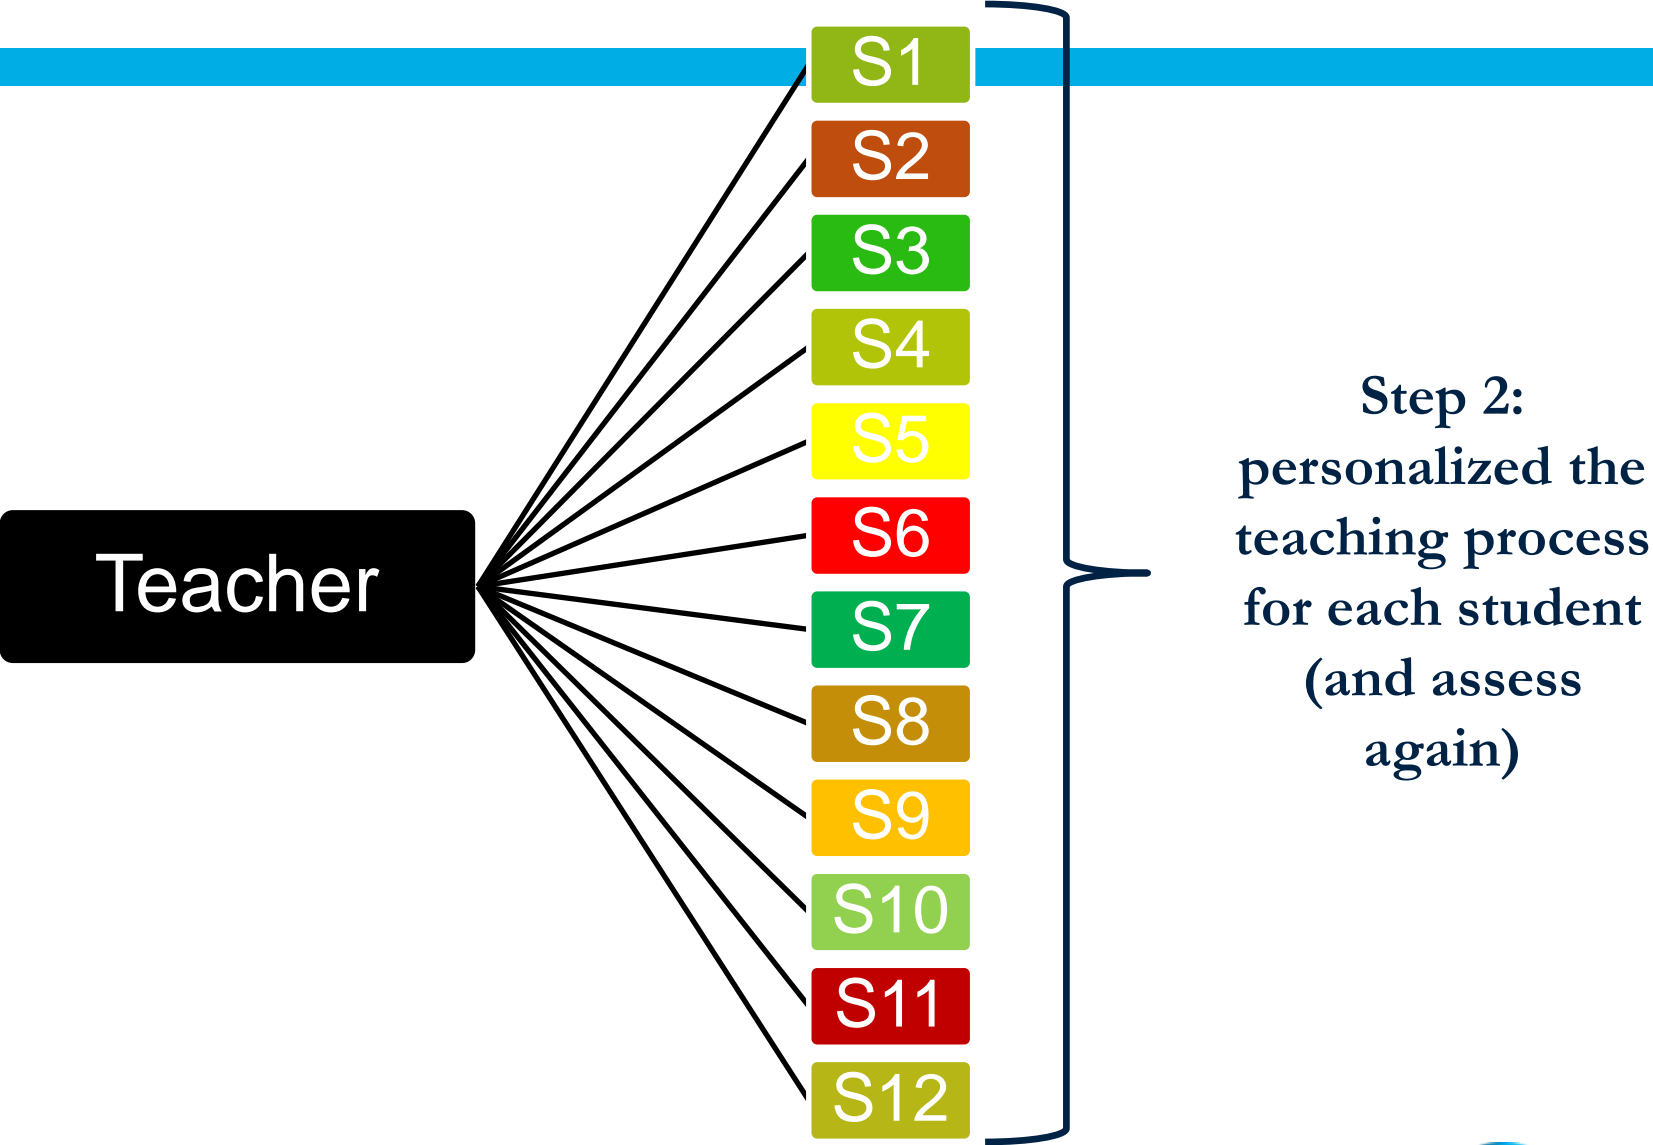 S1
S2
S3
S4
S5
S6
S7
S8
S9
S10
S11
S12
Teacher
Step 2:
personalized the
teaching process
for each student
(and assess
again)